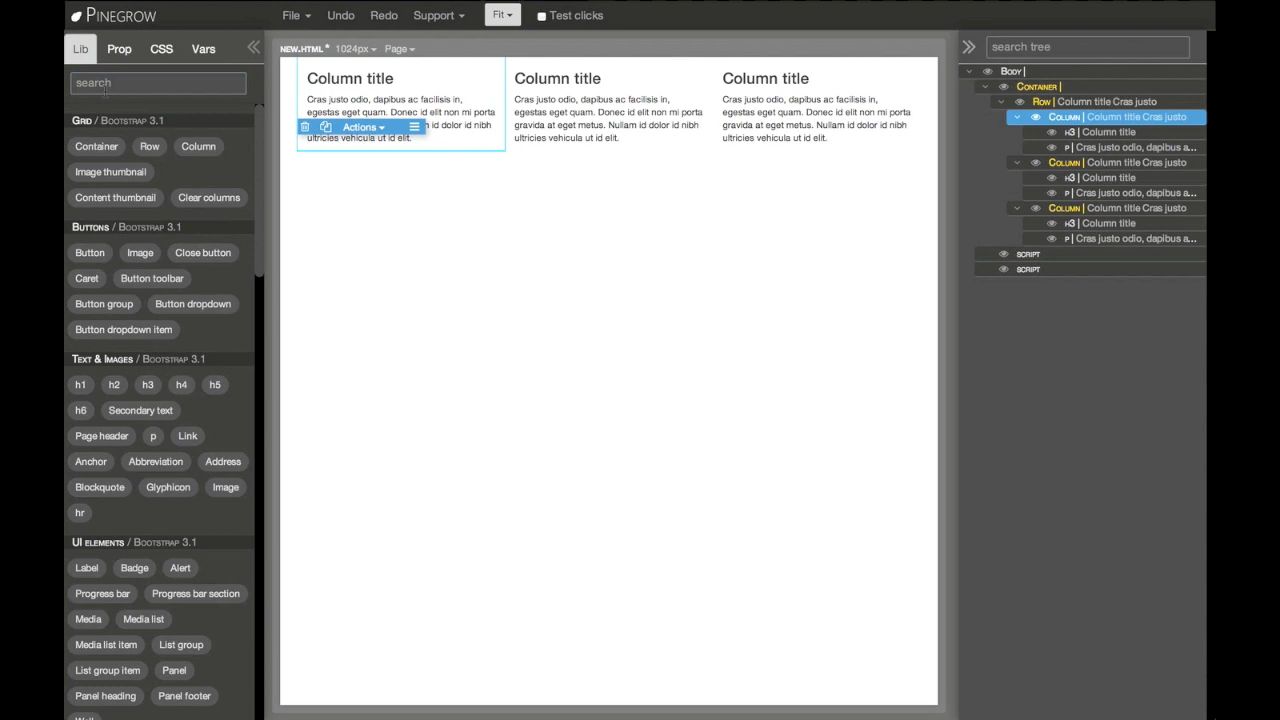 PINEGROW File Undo Redo Support Fit Test clicks
Lib Prop CSS Vars
search
GRID / BOOTSTRAP 3.1
Container Row Column
Image thumbnail
Content thumbnail Clear columns
BUTTONS / BOOTSTRAP 3.1
Button Image Close button
Caret Button toolbar
Button group Button dropdown
Button dropdown item
TEXT & IMAGES / BOOTSTRAP 3.1
h1 h2 h3 h4 h5
h6 Secondary text
Page header p Link
Anchor Abbreviation Address
Blockquote Glyphicon Image
hr
UI ELEMENTS / BOOTSTRAP 3.1
Label Badge Alert
Progress bar Progress bar section
Media Media list
Media list item List group
List group item Panel
Panel heading Panel footer
NEW.HTML* 1024px Page
Column title
Cras justo odio, dapibus ac facilisis in,
egestas eget quam. Donec id elit non mi porta
Actions h id dolor id nibh
ultricies vehicula ut id elit.
Column title
Cras justo odio, dapibus ac facilisis in,
egestas eget quam. Donec id elit non mi porta
gravida at eget metus. Nullam id dolor id nibh
ultricies vehicula ut id elit.
Column title
Cras justo odio, dapibus ac facilisis in,
egestas eget quam. Donec id elit non mi porta
gravida at eget metus. Nullam id dolor id nibh
ultricies vehicula ut id elit.
search tree
BODY |
CONTAINER |
ROW | Column title Cras justo
COLUMN | Column title Cras justo
H3 | Column title
P | Cras justo odio, dapibus a...
COLUMN | Column title Cras justo
H3 | Column title
P | Cras justo odio, dapibus a...
COLUMN | Column title Cras justo
H3 | Column title
P | Cras justo odio, dapibus a...
SCRIPT
SCRIPT